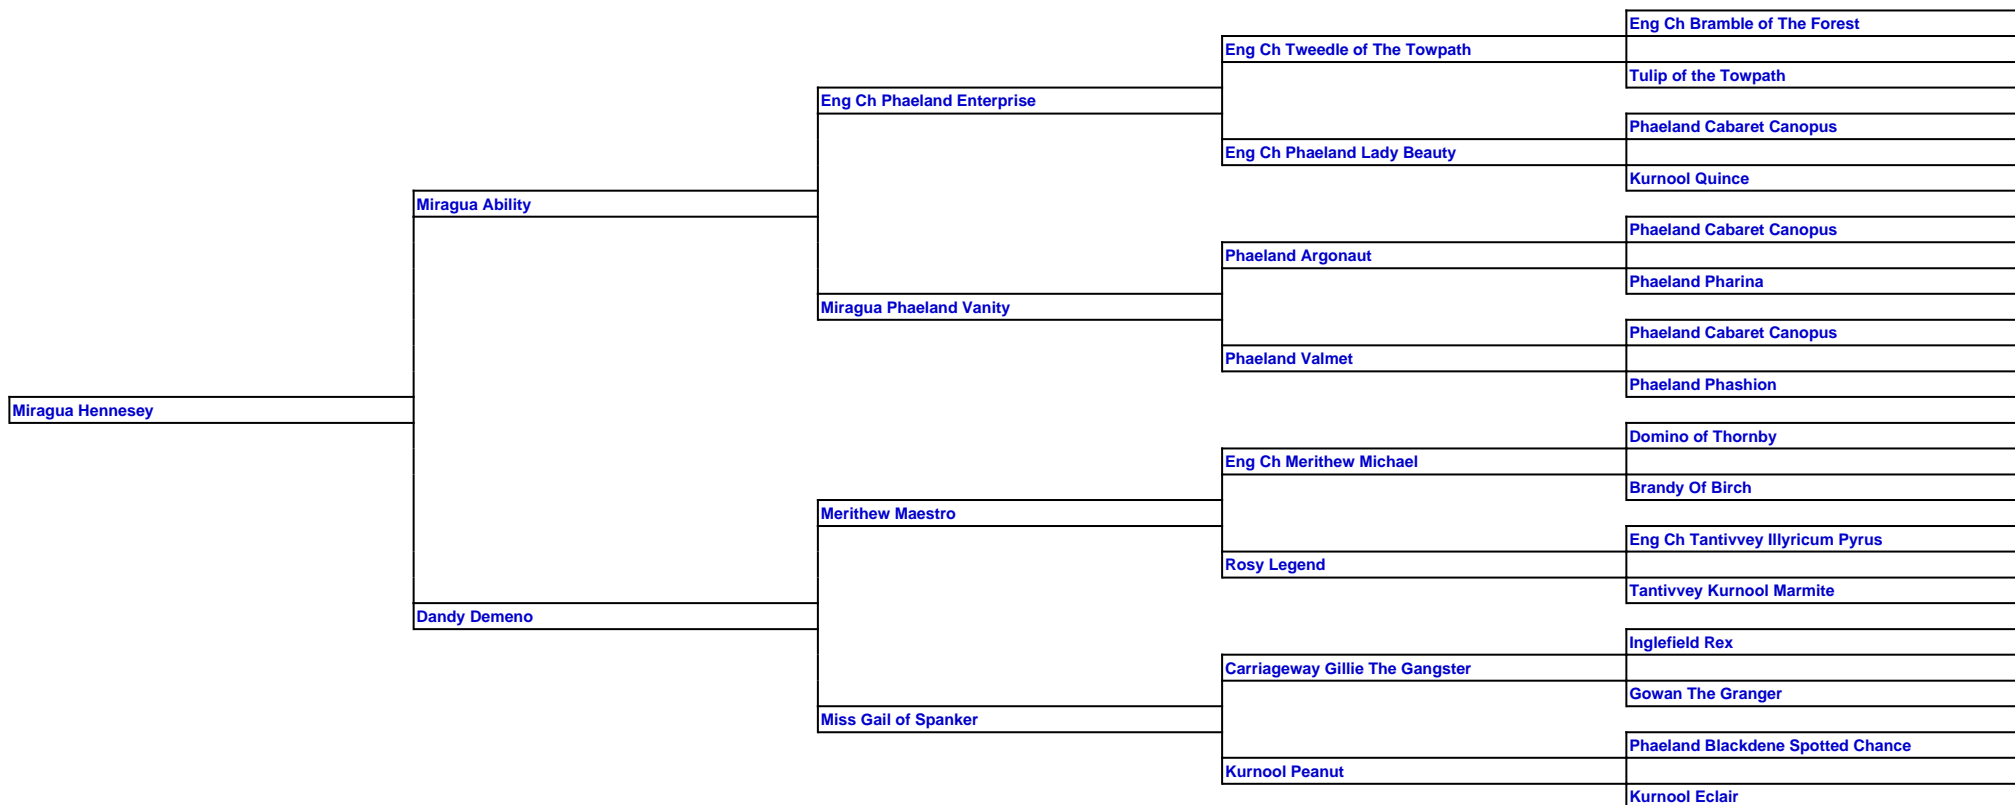 Eng Ch Bramble of The Forest
Eng Ch Tweedle of The Towpath
Tulip of the Towpath
Eng Ch Phaeland Enterprise
Phaeland Cabaret Canopus
Eng Ch Phaeland Lady Beauty
Kurnool Quince
Miragua Ability
Phaeland Cabaret Canopus
Phaeland Argonaut
Phaeland Pharina
Miragua Phaeland Vanity
Phaeland Cabaret Canopus
Phaeland Valmet
Phaeland Phashion
Miragua Hennesey
Domino of Thornby
Eng Ch Merithew Michael
Brandy Of Birch
Merithew Maestro
Eng Ch Tantivvey Illyricum Pyrus
Rosy Legend
Tantivvey Kurnool Marmite
Dandy Demeno
Inglefield Rex
Carriageway Gillie The Gangster
Gowan The Granger
Miss Gail of Spanker
Phaeland Blackdene Spotted Chance
Kurnool Peanut
Kurnool Eclair